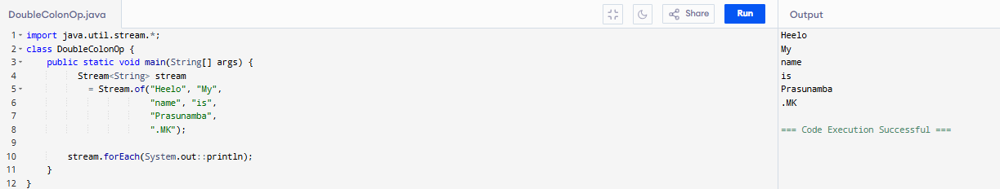 DoubleColonOp.java
Share
Run
Output
1 import java.util.stream.*;
2 class DoubleColonOp {
3 public static void main(String[] args) {
4 Stream<String> stream
5 = Stream.of("Heelo", "My",
6 "name", "is",
7 "Prasunamba",
8 ".MK");
9
10 stream.forEach(System.out::println);
11 }
12 }
Heelo
My
name
is
Prasunamba
.MK
=== Code Execution Successful ===